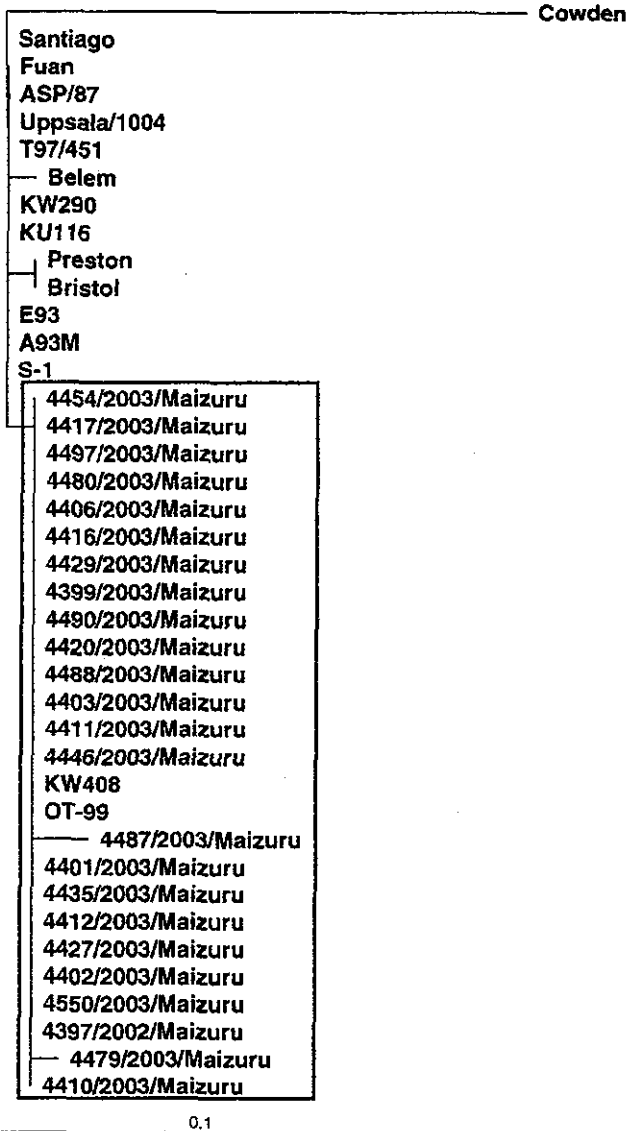 Cowden
Santiago
Fuan
ASP/87
Uppsala/1004
T97/451
Belem
KW290
KU116
Preston
Bristol
E93
A93M
S-1
4454/2003/Maizuru
4417/2003/Maizuru
4497/2003/Maizuru
4480/2003/Maizuru
4406/2003/Maizuru
4416/2003/Maizuru
4429/2003/Maizuru
4399/2003/Maizuru
4490/2003/Maizuru
4420/2003/Maizuru
4488/2003/Maizuru
4403/2003/Maizuru
4411/2003/Maizuru
4446/2003/Maizuru
KW408
OT-99
4487/2003/Maizuru
4401/2003/Maizuru
4435/2003/Maizuru
4412/2003/Maizuru
4427/2003/Maizuru
4402/2003/Maizuru
4550/2003/Maizuru
4397/2002/Maizuru
4479/2003/Maizuru
4410/2003/Maizuru
0.1